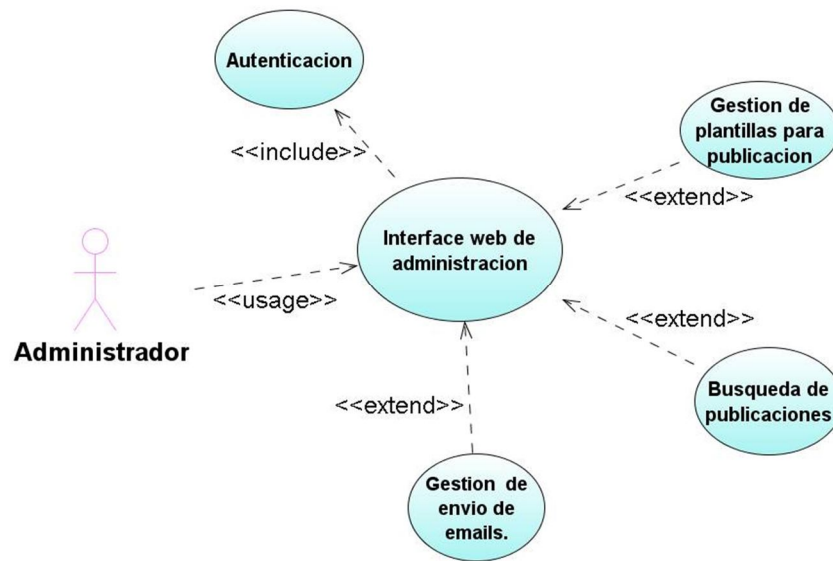 Autenticacion
Gestion de
plantillas para
publicacion
<<include>>
<<extend>>
Interface web de
administracion
<<usage>>
Administrador
<<extend>>
Busqueda de
publicaciones
<<extend>>
Gestion de
envio de
emails.